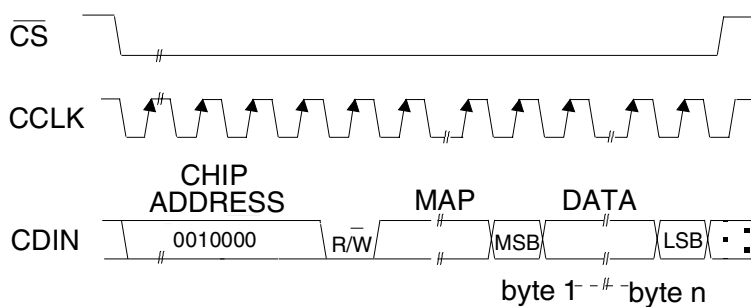 CS
CCLK
CHIP
ADDRESS
MAP
DATA
CDIN
0010000
R/W
MSB
LSB
byte 1
byte n